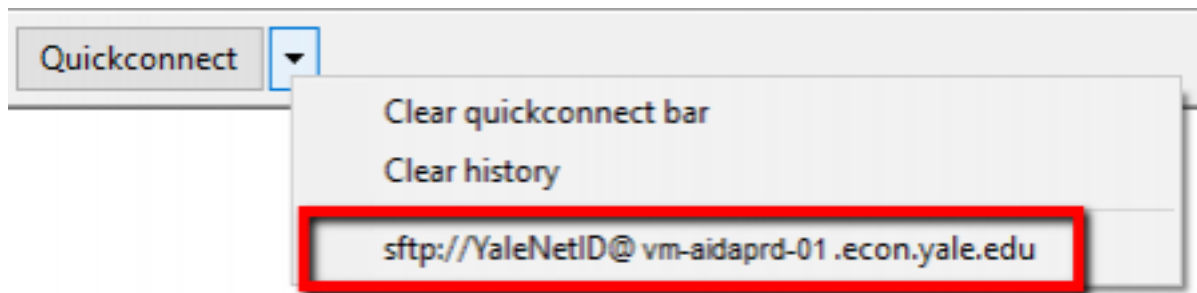 Quickconnect
Clear quickconnect bar
Clear history
sftp://YaleNetID@ vm-aidaprd-01 .econ.yale.edu